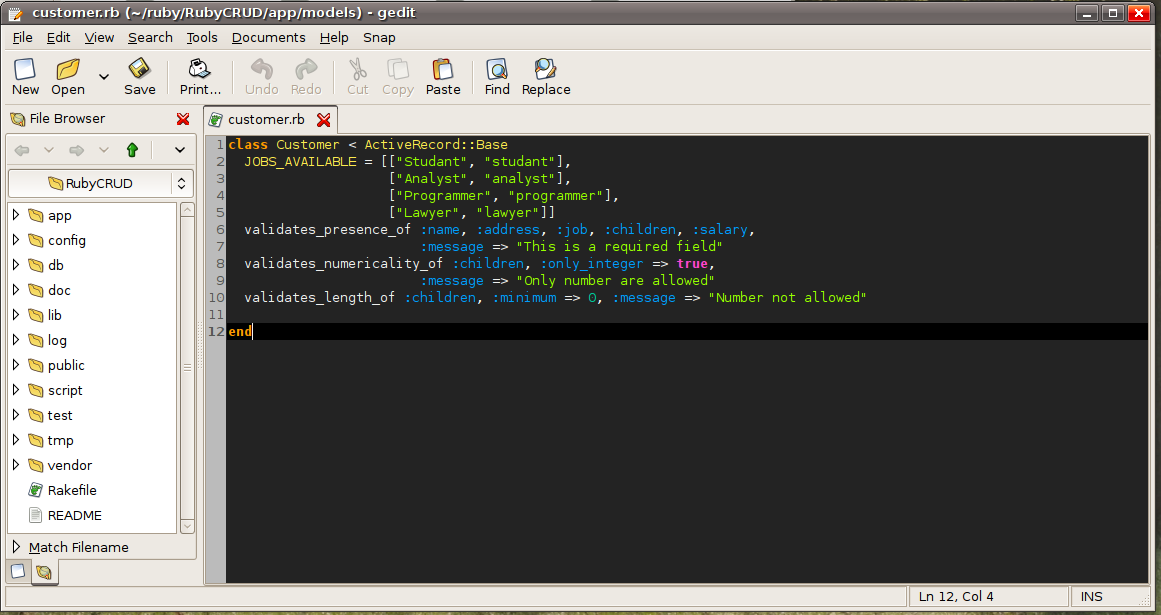 customer.rb (~/ruby/RubyCRUD/app/models) - gedit
File Edit View Search Tools Documents Help Snap
New Open Save Print... Undo Redo Cut Copy Paste Find Replace
File Browser
customer.rb
RubyCRUD
app
config
db
doc
lib
log
public
script
test
tmp
vendor
Rakefile
README
Match Filename
1 class Customer < ActiveRecord::Base
2   JOBS_AVAILABLE = [["Studant", "studant"],
3                     ["Analyst", "analyst"],
4                     ["Programmer", "programmer"],
5                     ["Lawyer", "lawyer"]]
6   validates_presence_of :name, :address, :job, :children, :salary,
7                         :message => "This is a required field"
8   validates_numericality_of :children, :only_integer => true,
9                         :message => "Only number are allowed"
10   validates_length_of :children, :minimum => 0, :message => "Number not allowed"
11
12 end
Ln 12, Col 4 INS